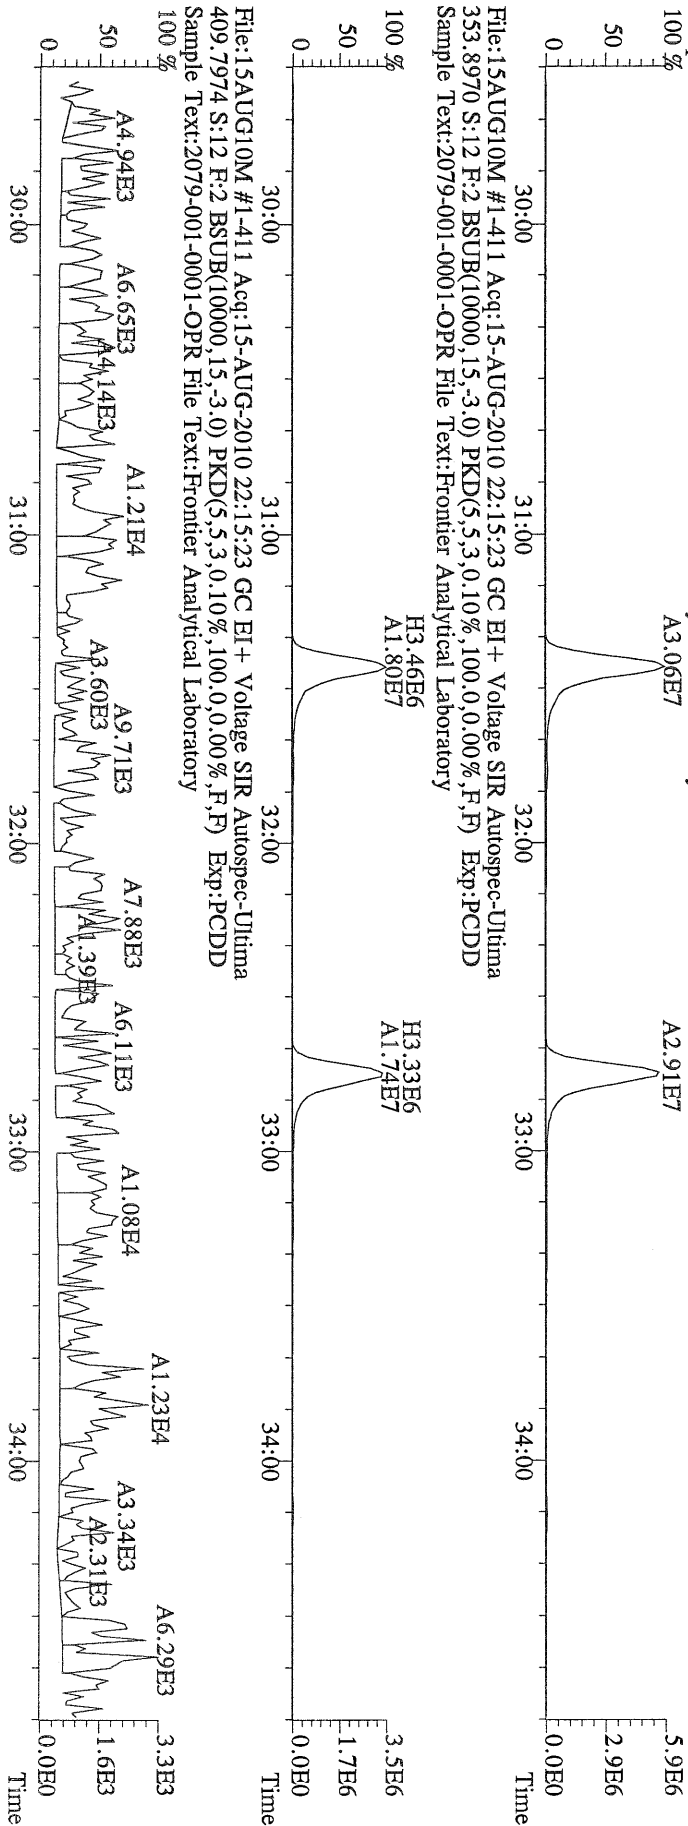 100 %
50
0
A3.06E7
A2.91E7
5.9E6
2.9E6
0.0E0
30:00
31:00
32:00
33:00
34:00
Time
File:15AUG10M #1-411 Acq:15-AUG-2010 22:15:23 GC EI+ Voltage SIR Autospec-Ultima
353.8970 S:12 F:2 BSUB(10000,15,-3.0) PKD(5,5,3,0.10%,100.0,0.00%,F,F) Exp:PCDD
Sample Text:2079-001-0001-OPR File Text:Frontier Analytical Laboratory
100 %
50
0
H3.46E6
A1.80E7
H3.33E6
A1.74E7
3.5E6
1.7E6
0.0E0
30:00
31:00
32:00
33:00
34:00
Time
File:15AUG10M #1-411 Acq:15-AUG-2010 22:15:23 GC EI+ Voltage SIR Autospec-Ultima
409.7974 S:12 F:2 BSUB(10000,15,-3.0) PKD(5,5,3,0.10%,100.0,0.00%,F,F) Exp:PCDD
Sample Text:2079-001-0001-OPR File Text:Frontier Analytical Laboratory
100 %
50
0
A4.94E3
A6.65E3
A4.14E3
A1.21E4
A3.60E3
A9.71E3
A7.88E3
A1.39E3
A6.11E3
A1.08E4
A1.23E4
A3.34E3
A2.31E3
A6.29E3
3.3E3
1.6E3
0.0E0
30:00
31:00
32:00
33:00
34:00
Time